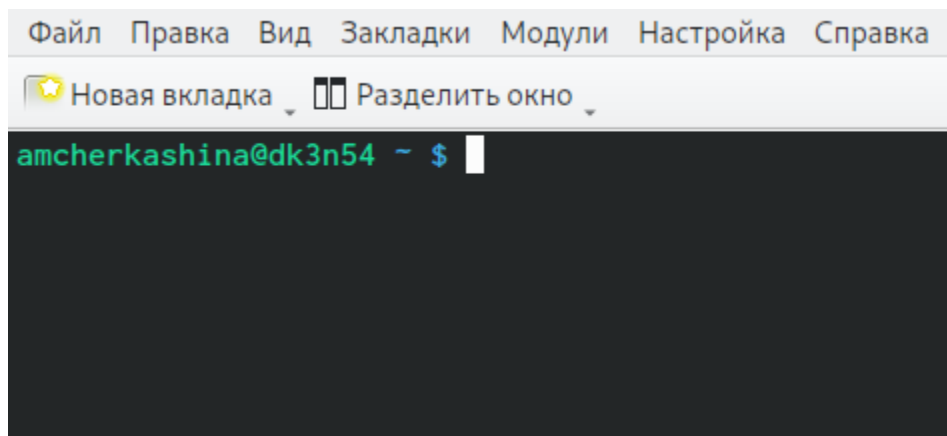 Файл Правка Вид Закладки Модули Настройка Справка
Новая вкладка Разделить окно
amcherkashina@dk3n54 ~ $